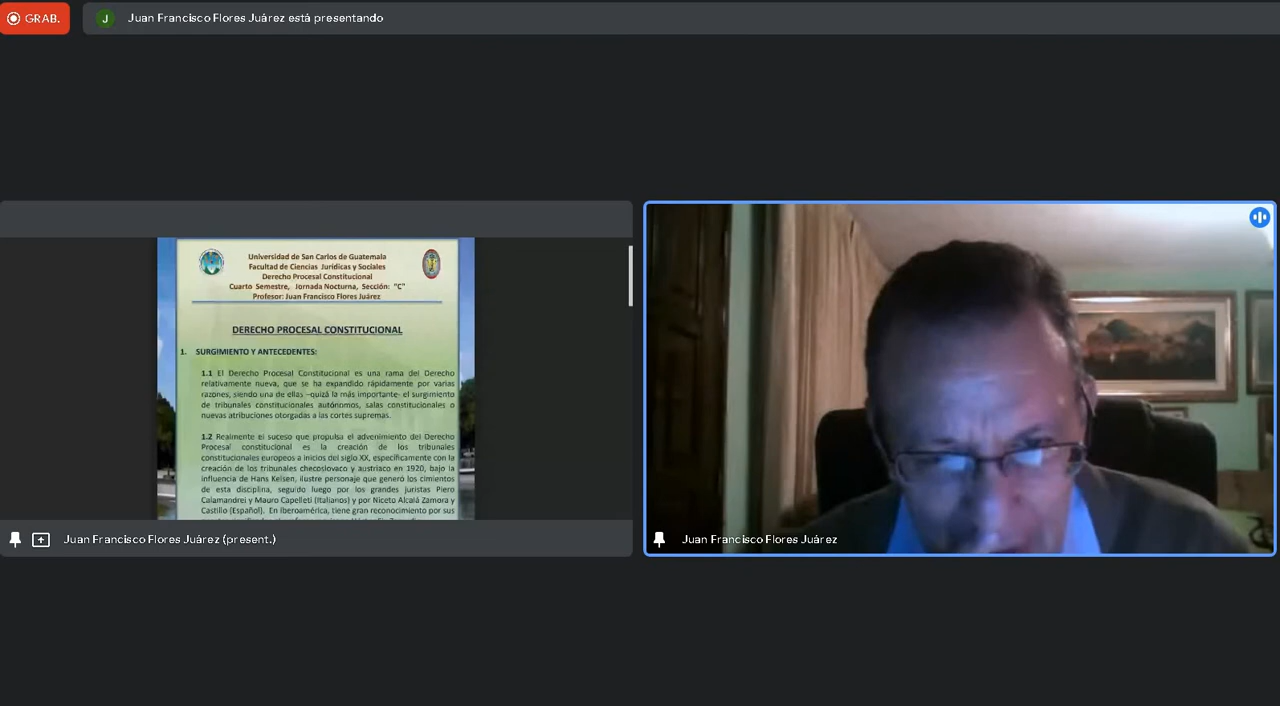 GRAB.
J
Juan Francisco Flores Juárez está presentando
Universidad de San Carlos de Guatemala
Facultad de Ciencias Jurídicas y Sociales
Derecho Procesal Constitucional
Cuarto Semestre, Jornada Nocturna, Sección: "C"
Profesor: Juan Francisco Flores Juárez
DERECHO PROCESAL CONSTITUCIONAL
1. SURGIMIENTO Y ANTECEDENTES:
1.1 El Derecho Procesal Constitucional es una rama del Derecho
relativamente nueva, que se ha expandido rápidamente por varias
razones, siendo una de ellas –quizá la más importante- el surgimiento
de tribunales constitucionales autónomos, salas constitucionales o
nuevas atribuciones otorgadas a las cortes supremas.
1.2 Realmente el suceso que propulsa el advenimiento del Derecho
Procesal constitucional es la creación de los tribunales
constitucionales europeos a inicios del siglo XX, específicamente con la
creación de los tribunales checoslovaco y austriaco en 1920, bajo la
influencia de Hans Kelsen, ilustre personaje que generó los cimientos
de esta disciplina, seguido luego por los grandes juristas Piero
Calamandrei y Mauro Capelleti (Italianos) y por Niceto Alcalá Zamora y
Castillo (Español). En Iberoamérica, tiene gran reconocimiento por sus
Juan Francisco Flores Juárez (present.)
Juan Francisco Flores Juárez